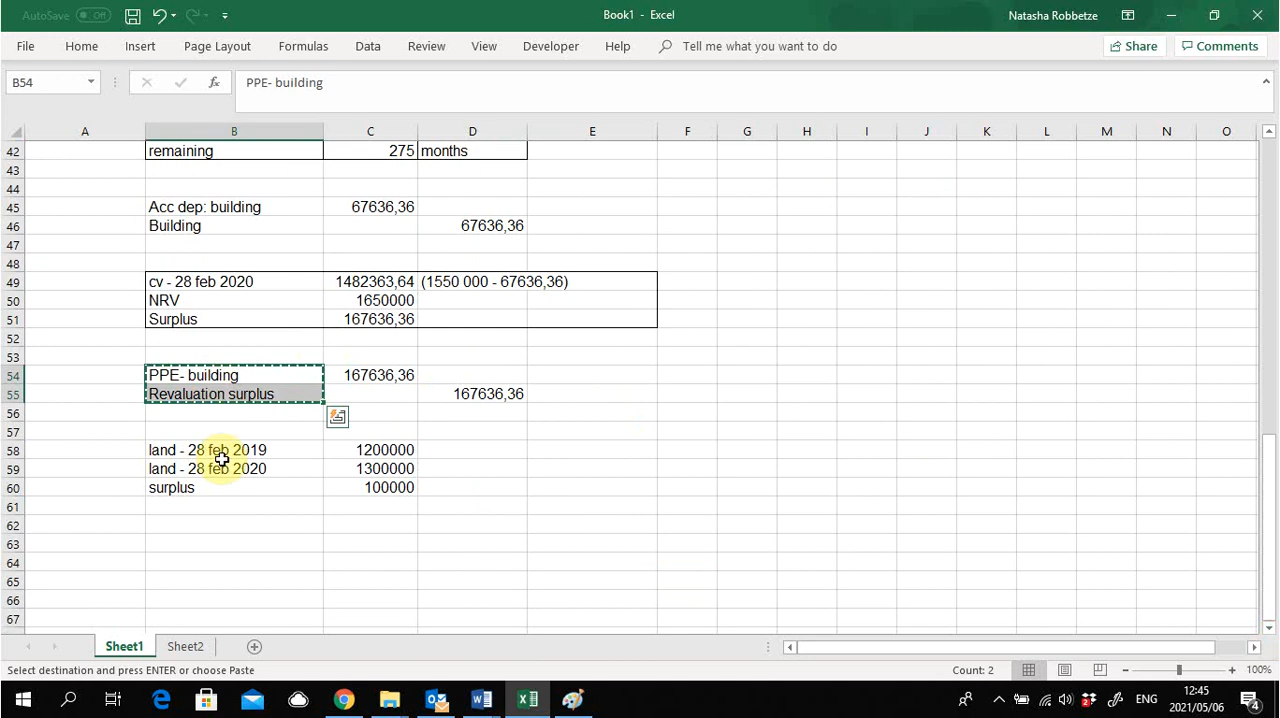 AutoSave Off
Book1 - Excel
Natasha Robbetze
File Home Insert Page Layout Formulas Data Review View Developer Help Tell me what you want to do Share Comments
B54 fx PPE- building
A B C D E F G H I J K L M N O
42 remaining 275 months
43
44
45 Acc dep: building 67636,36
46 Building 67636,36
47
48
49 cv - 28 feb 2020 1482363,64 (1550 000 - 67636,36)
50 NRV 1650000
51 Surplus 167636,36
52
53
54 PPE- building 167636,36
55 Revaluation surplus 167636,36
56
57
58 land - 28 feb 2019 1200000
59 land - 28 feb 2020 1300000
60 surplus 100000
61
62
63
64
65
66
67
Sheet1 Sheet2
Select destination and press ENTER or choose Paste Count: 2 100%
ENG 12:45
2021/05/06 4